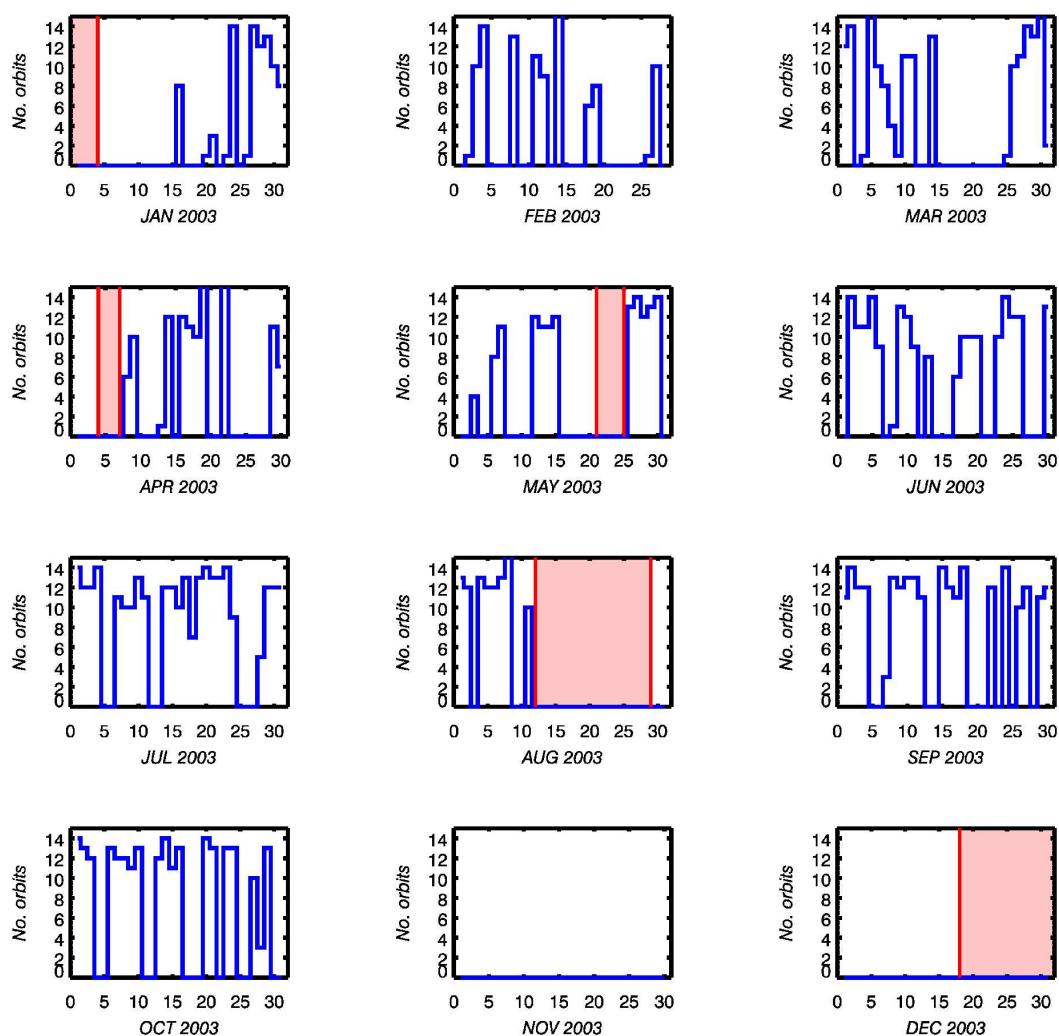 No. orbits
14
12
10
8
6
4
2
0
0 5 10 15 20 25 30
JAN 2003
No. orbits
14
12
10
8
6
4
2
0
0 5 10 15 20 25
FEB 2003
No. orbits
14
12
10
8
6
4
2
0
0 5 10 15 20 25 30
MAR 2003
No. orbits
14
12
10
8
6
4
2
0
0 5 10 15 20 25 30
APR 2003
No. orbits
14
12
10
8
6
4
2
0
0 5 10 15 20 25 30
MAY 2003
No. orbits
14
12
10
8
6
4
2
0
0 5 10 15 20 25 30
JUN 2003
No. orbits
14
12
10
8
6
4
2
0
0 5 10 15 20 25 30
JUL 2003
No. orbits
14
12
10
8
6
4
2
0
0 5 10 15 20 25 30
AUG 2003
No. orbits
14
12
10
8
6
4
2
0
0 5 10 15 20 25 30
SEP 2003
No. orbits
14
12
10
8
6
4
2
0
0 5 10 15 20 25 30
OCT 2003
No. orbits
14
12
10
8
6
4
2
0
0 5 10 15 20 25 30
NOV 2003
No. orbits
14
12
10
8
6
4
2
0
0 5 10 15 20 25 30
DEC 2003